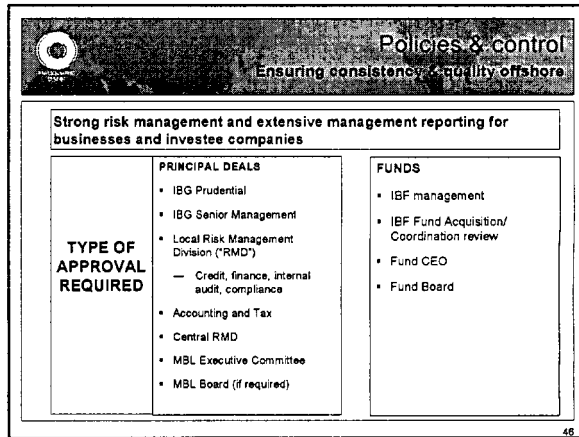 Policies & control
Ensuring consistency & quality offshore
Strong risk management and extensive management reporting for
businesses and investee companies
TYPE OF
APPROVAL
REQUIRED
PRINCIPAL DEALS
▪ IBG Prudential
▪ IBG Senior Management
▪ Local Risk Management
Division ("RMD")
— Credit, finance, internal
audit, compliance
▪ Accounting and Tax
▪ Central RMD
▪ MBL Executive Committee
▪ MBL Board (if required)
FUNDS
▪ IBF management
▪ IBF Fund Acquisition/
Coordination review
▪ Fund CEO
▪ Fund Board
46